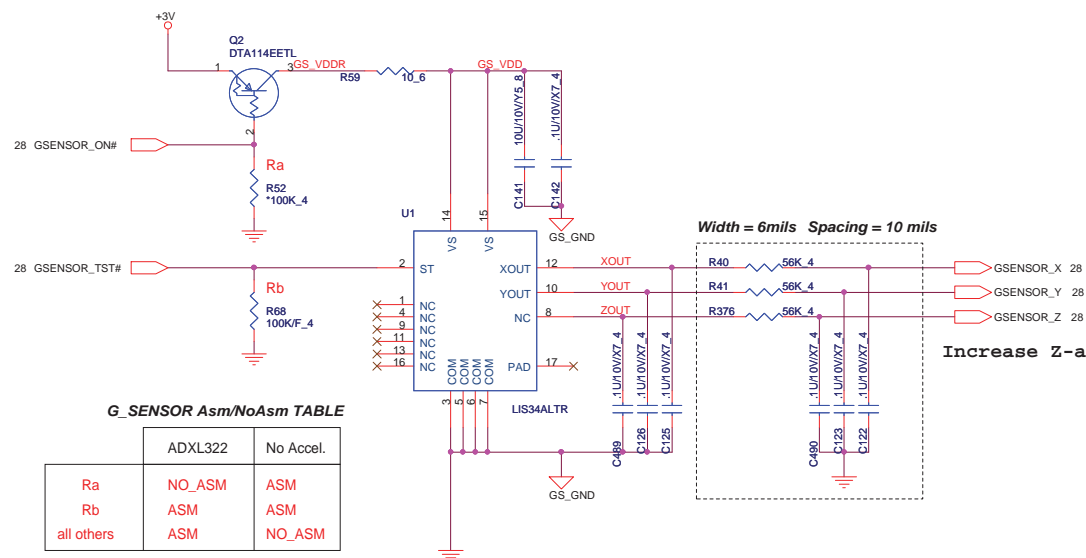 +3V
Q2
DTA114EETL
1
3
GS_VDDR
R59
10_6
GS_VDD
10U/10V/Y5_8
.1U/10V/X7_4
2
28 GSENSOR_ON#
Ra
R52
*100K_4
C141
C142
GS_GND
U1
14
15
VS
VS
Width = 6mils Spacing = 10 mils
28 GSENSOR_TST#
2
ST
XOUT
12
XOUT
R40
56K_4
GSENSOR_X 28
YOUT
10
YOUT
R41
56K_4
GSENSOR_Y 28
NC
8
ZOUT
R376
56K_4
GSENSOR_Z 28
Rb
R68
100K/F_4
1
NC
4
NC
9
NC
11
NC
13
NC
16
NC
PAD
17
COM
COM
COM
COM
3
5
6
7
LIS34ALTR
Increase Z-a
.1U/10V/X7_4
.1U/10V/X7_4
.1U/10V/X7_4
.1U/10V/X7_4
.1U/10V/X7_4
.1U/10V/X7_4
C489
C126
C125
C490
C123
C122
GS_GND
G_SENSOR Asm/NoAsm TABLE
ADXL322 No Accel.
Ra NO_ASM ASM
Rb ASM ASM
all others ASM NO_ASM